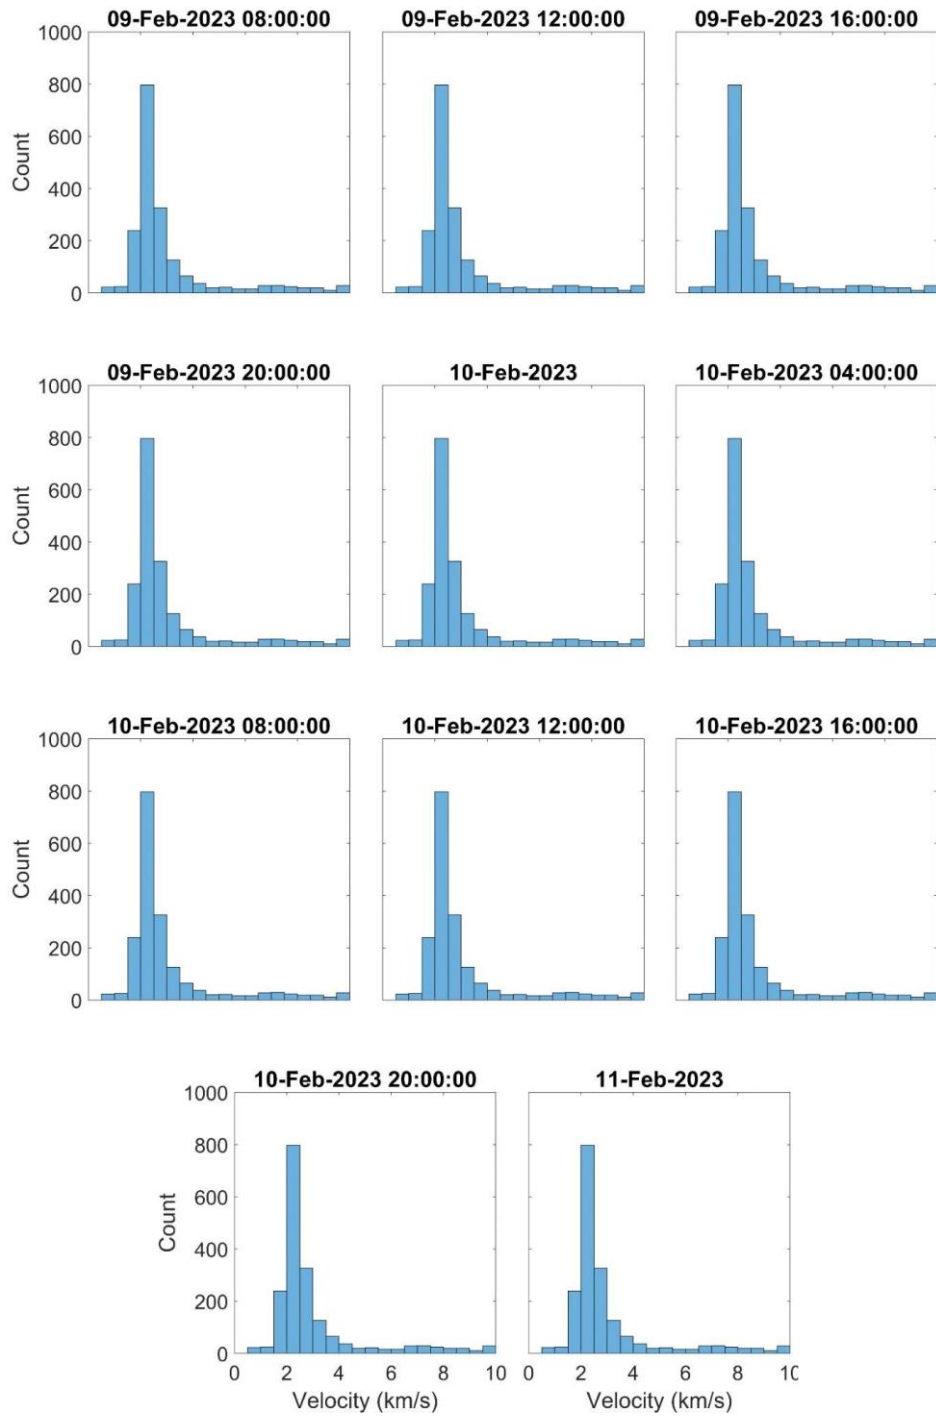 09-Feb-2023 08:00:00 09-Feb-2023 12:00:00 09-Feb-2023 16:00:00
1000
800
600
400
200
0
Count
09-Feb-2023 20:00:00 10-Feb-2023 10-Feb-2023 04:00:00
1000
800
600
400
200
0
Count
10-Feb-2023 08:00:00 10-Feb-2023 12:00:00 10-Feb-2023 16:00:00
1000
800
600
400
200
0
Count
10-Feb-2023 20:00:00 11-Feb-2023
1000
800
600
400
200
0
Count
0 2 4 6 8 10 0 2 4 6 8 10
Velocity (km/s) Velocity (km/s)